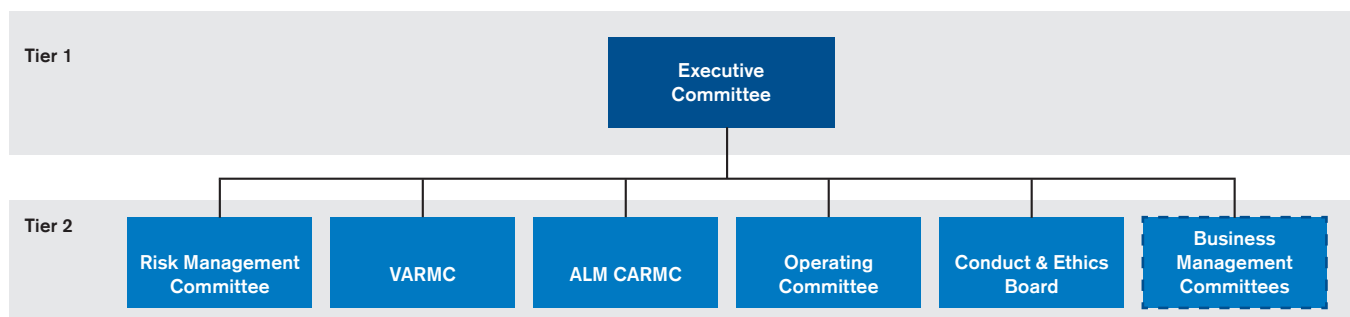 Tier 1
Executive
Committee
Tier 2
Risk Management
Committee
VARMC
ALM CARMC
Operating
Committee
Conduct & Ethics
Board
Business
Management
Committees